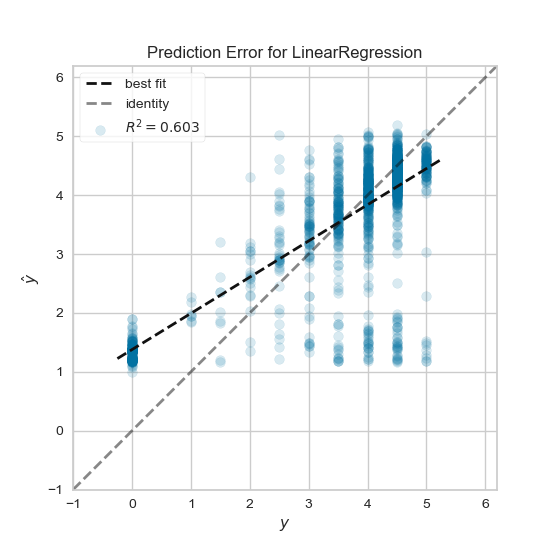 Prediction Error for LinearRegression
best fit
identity
R² = 0.603
6
5
4
3
2
1
0
−1
ŷ
−1 0 1 2 3 4 5 6
y